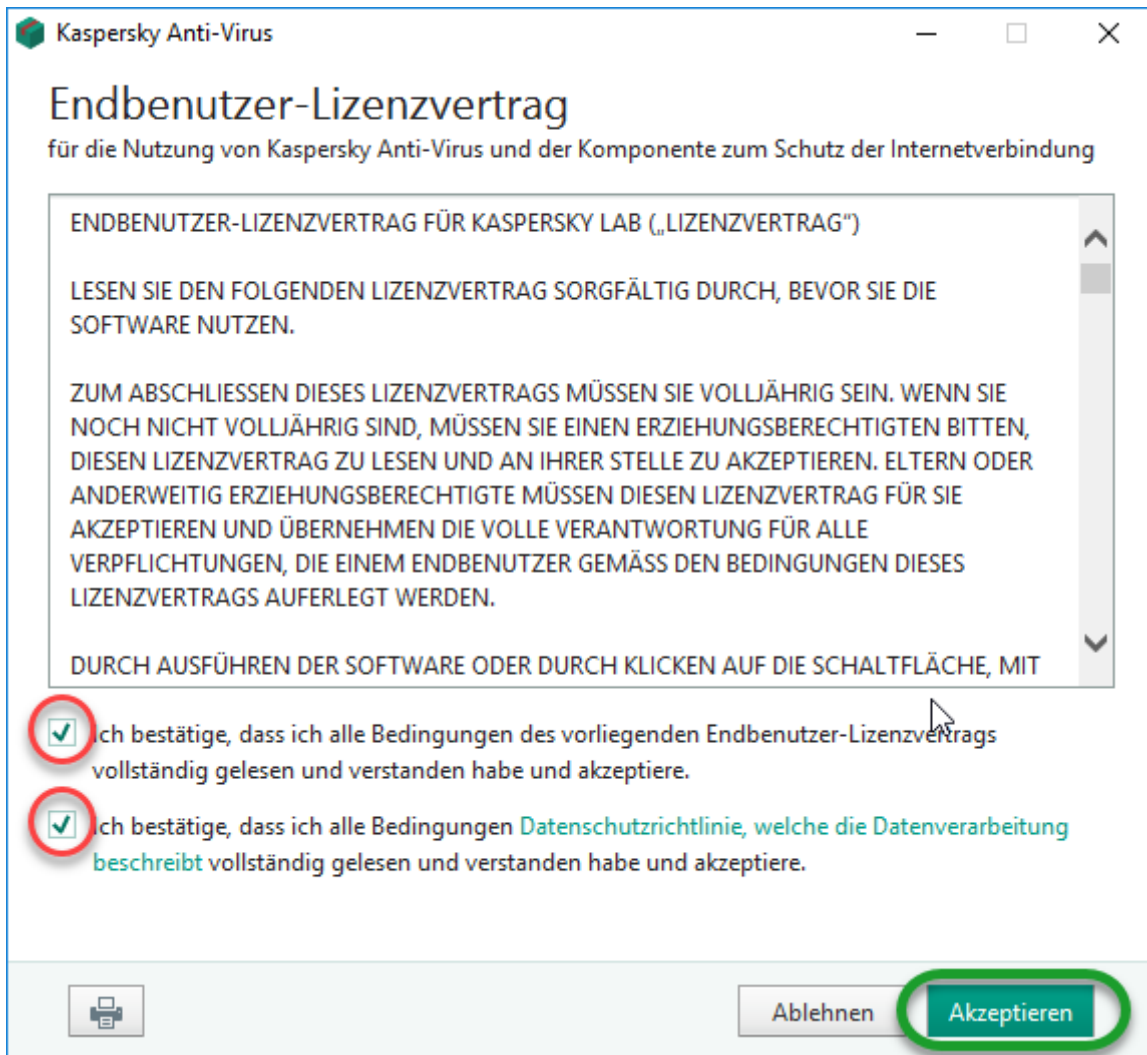 Kaspersky Anti-Virus
Endbenutzer-Lizenzvertrag
für die Nutzung von Kaspersky Anti-Virus und der Komponente zum Schutz der Internetverbindung
ENDBENUTZER-LIZENZVERTRAG FÜR KASPERSKY LAB („LIZENZVERTRAG“)
LESEN SIE DEN FOLGENDEN LIZENZVERTRAG SORGFÄLTIG DURCH, BEVOR SIE DIE
SOFTWARE NUTZEN.
ZUM ABSCHLIESSEN DIESES LIZENZVERTRAGS MÜSSEN SIE VOLLJÄHRIG SEIN. WENN SIE
NOCH NICHT VOLLJÄHRIG SIND, MÜSSEN SIE EINEN ERZIEHUNGSBERECHTIGTEN BITTEN,
DIESEN LIZENZVERTRAG ZU LESEN UND AN IHRER STELLE ZU AKZEPTIEREN. ELTERN ODER
ANDERWEITIG ERZIEHUNGSBERECHTIGTE MÜSSEN DIESEN LIZENZVERTRAG FÜR SIE
AKZEPTIEREN UND ÜBERNEHMEN DIE VOLLE VERANTWORTUNG FÜR ALLE
VERPFLICHTUNGEN, DIE EINEM ENDBENUTZER GEMÄSS DEN BEDINGUNGEN DIESES
LIZENZVERTRAGS AUFERLEGT WERDEN.
DURCH AUSFÜHREN DER SOFTWARE ODER DURCH KLICKEN AUF DIE SCHALTFLÄCHE, MIT
Ich bestätige, dass ich alle Bedingungen des vorliegenden Endbenutzer-Lizenzvertrags
vollständig gelesen und verstanden habe und akzeptiere.
Ich bestätige, dass ich alle Bedingungen Datenschutzrichtlinie, welche die Datenverarbeitung
beschreibt vollständig gelesen und verstanden habe und akzeptiere.
Ablehnen
Akzeptieren